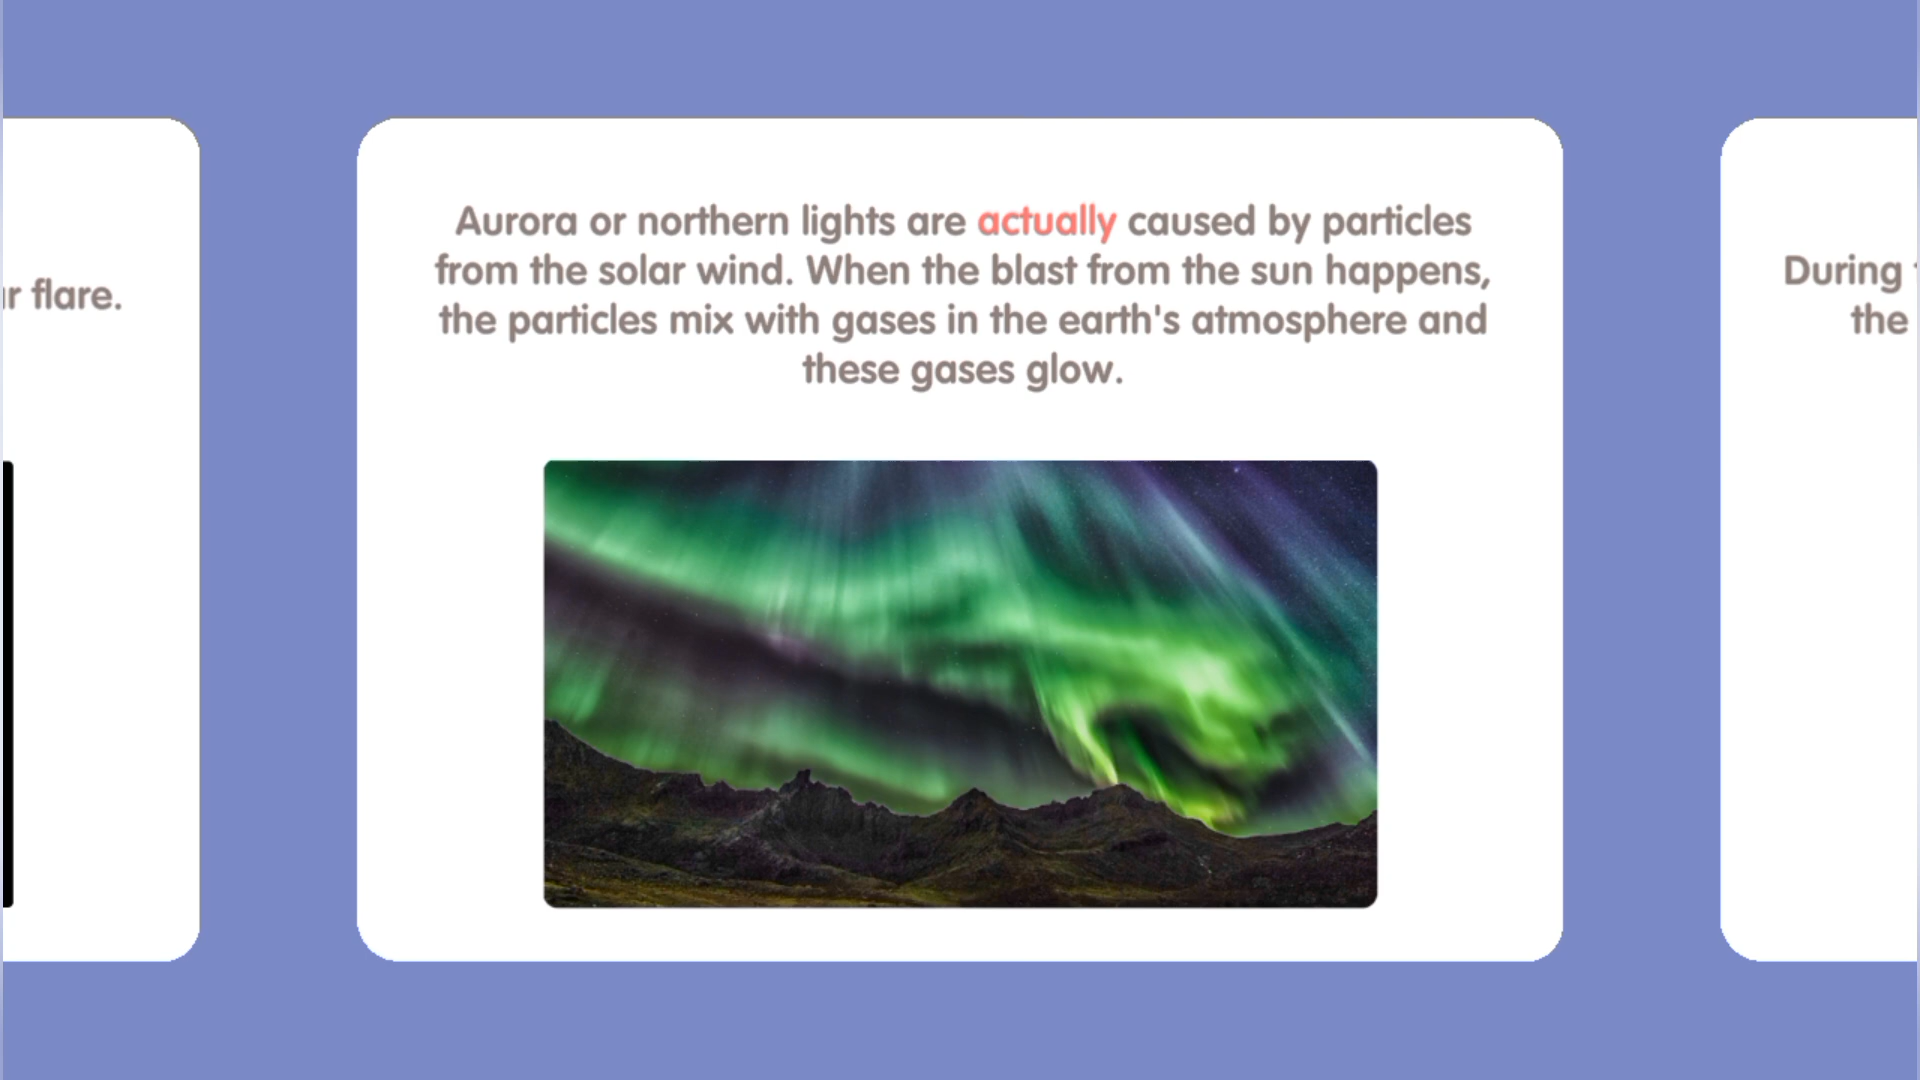 r flare.
Aurora or northern lights are actually caused by particles
from the solar wind. When the blast from the sun happens,
the particles mix with gases in the earth's atmosphere and
these gases glow.
During
the